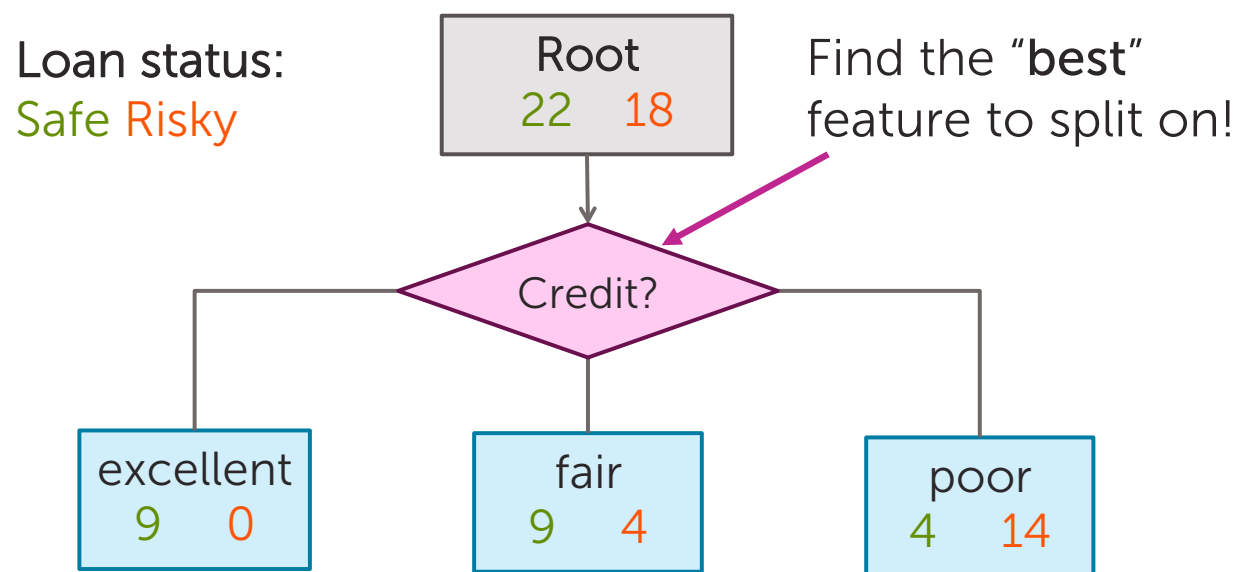 Loan status:
Safe Risky
Root
22 18
Find the “best”
feature to split on!
Credit?
excellent
9 0
fair
9 4
poor
4 14